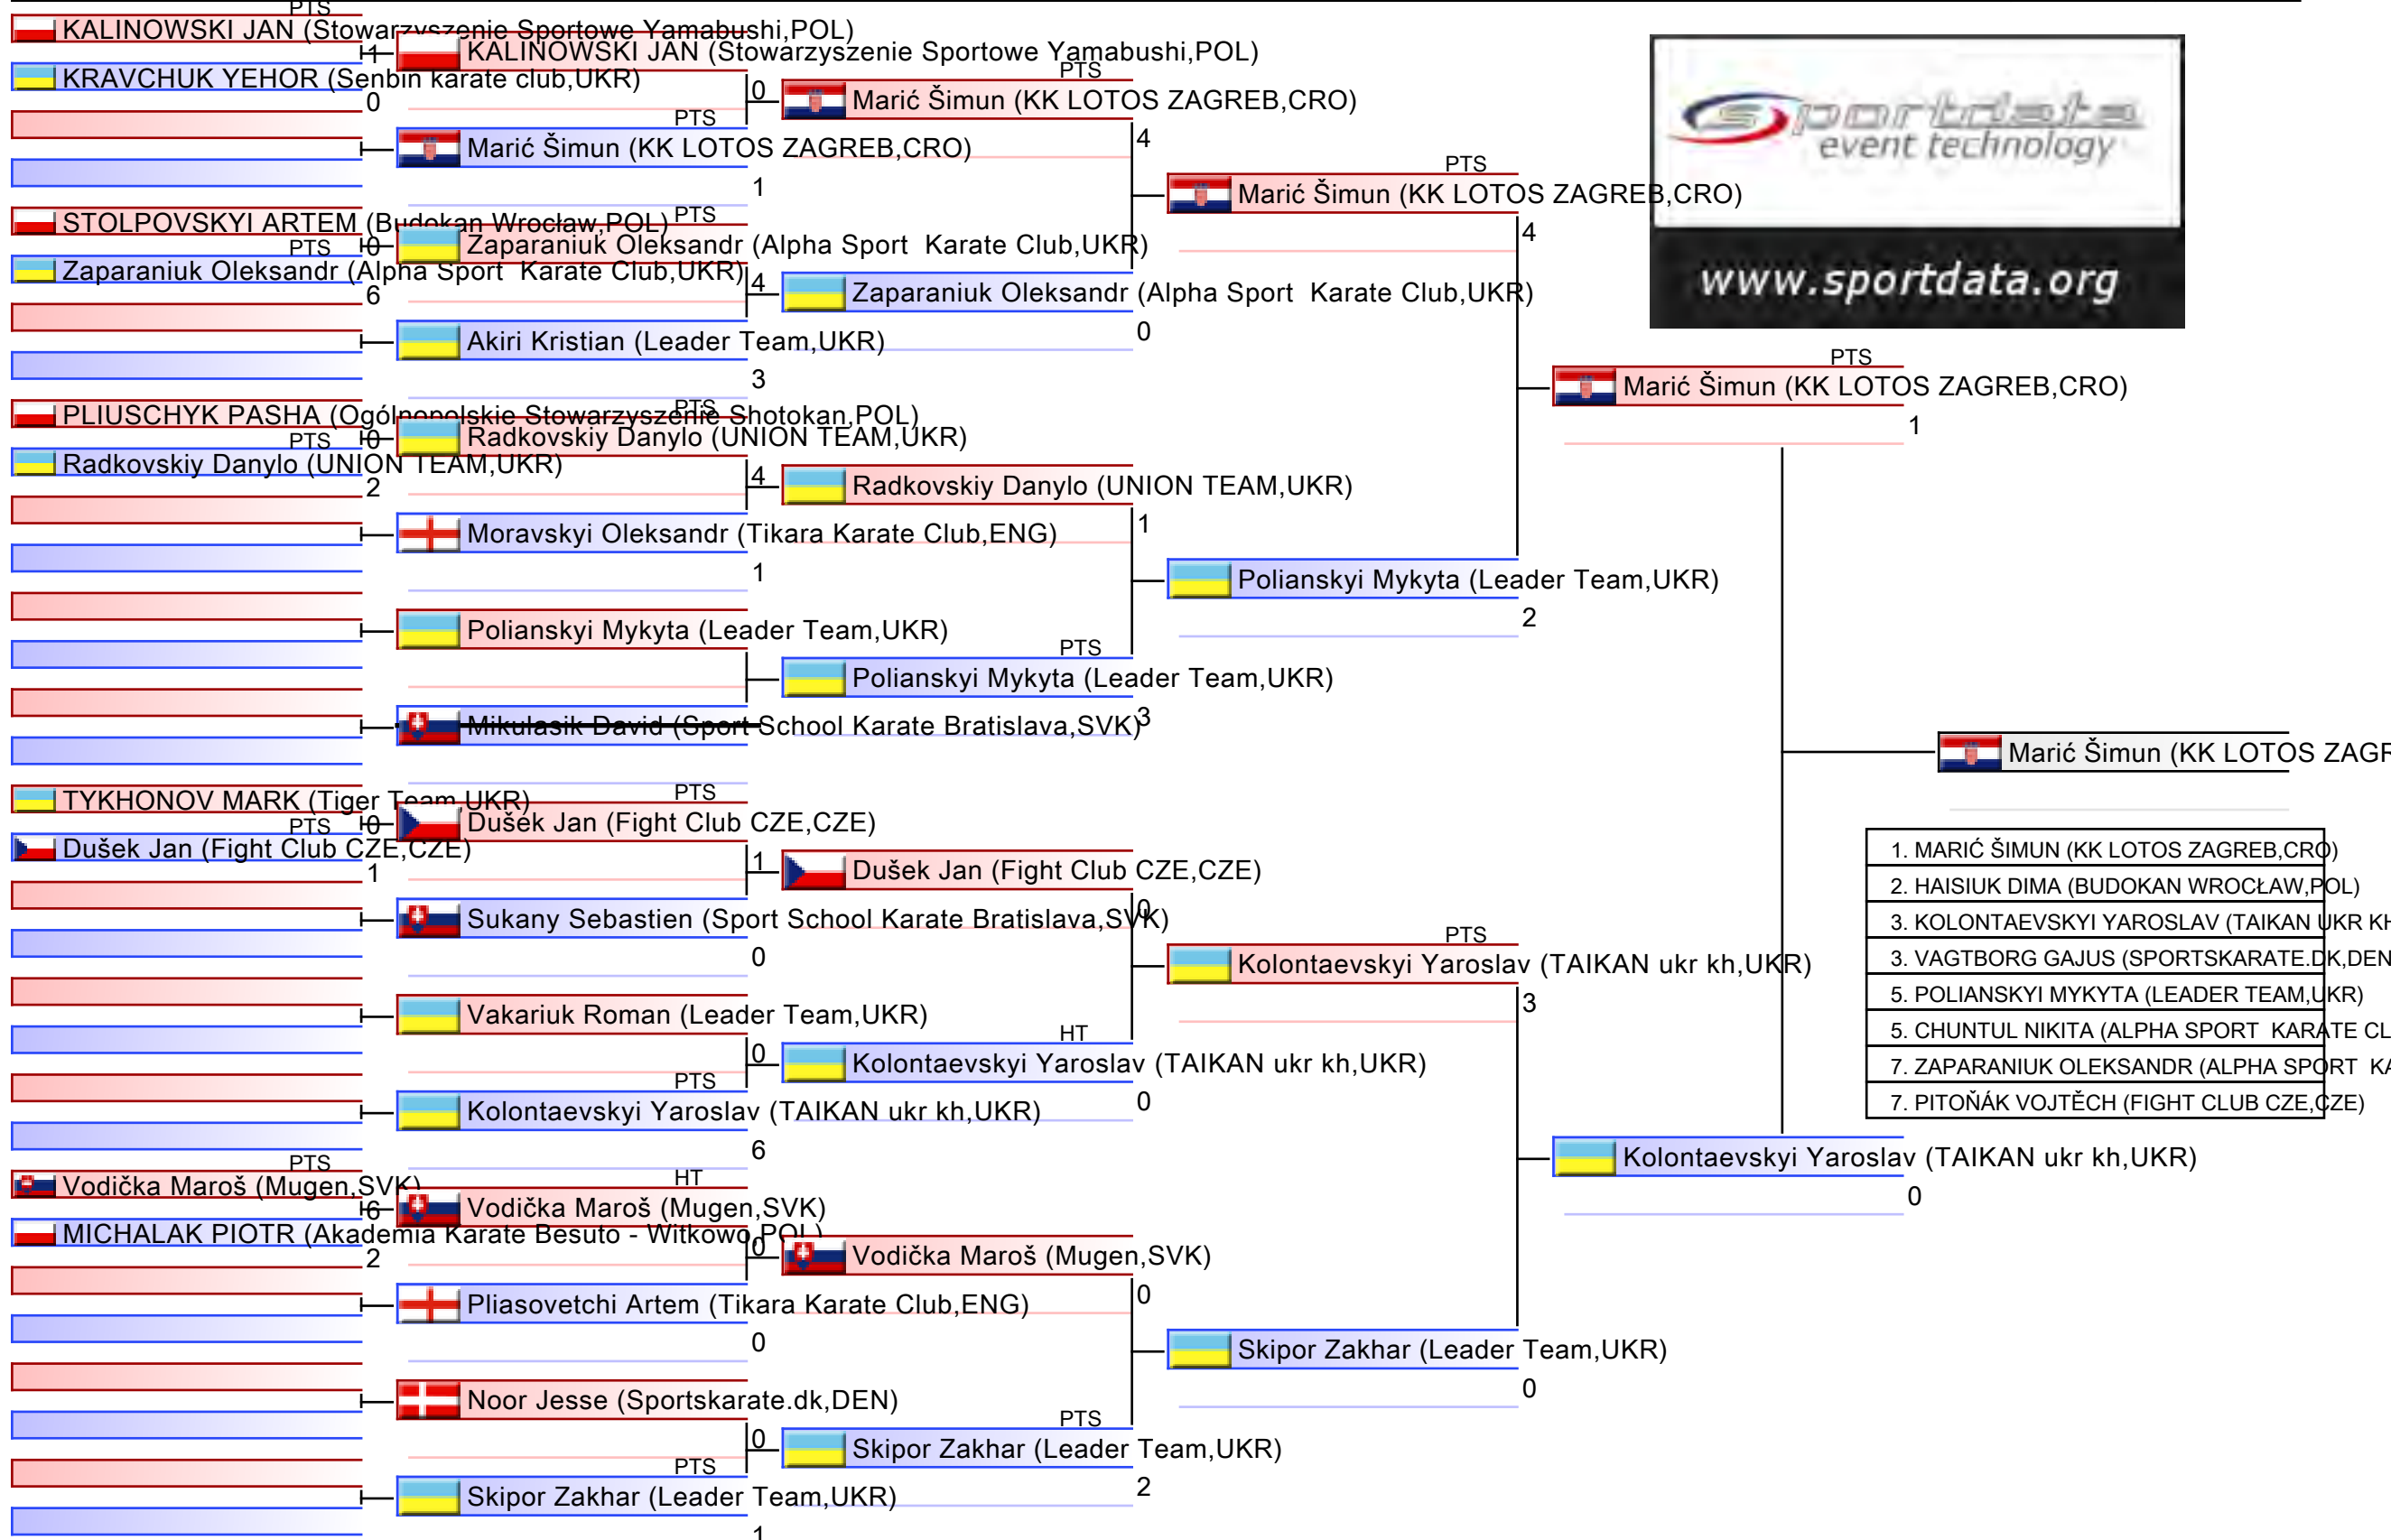 PTS
KALINOWSKI JAN (Stowarzyszenie Sportowe Yamabushi,POL)
1
KRAVCHUK YEHOR (Senbin karate club,UKR)
0
STOLPOVSKYI ARTEM (Budokan Wrocław,POL)
PTS
0
Zaparaniuk Oleksandr (Alpha Sport  Karate Club,UKR)
6
PLIUSCHYK PASHA (Ogólnopolskie Stowarzyszenie Shotokan,POL)
PTS
0
Radkovskiy Danylo (UNION TEAM,UKR)
2
TYKHONOV MARK (Tiger Team,UKR)
PTS
0
Dušek Jan (Fight Club CZE,CZE)
1
PTS
Vodička Maroš (Mugen,SVK)
6
MICHALAK PIOTR (Akademia Karate Besuto - Witkowo,POL)
2
KALINOWSKI JAN (Stowarzyszenie Sportowe Yamabushi,POL)
0
PTS
Marić Šimun (KK LOTOS ZAGREB,CRO)
1
PTS
Zaparaniuk Oleksandr (Alpha Sport  Karate Club,UKR)
4
Akiri Kristian (Leader Team,UKR)
3
PTS
Radkovskiy Danylo (UNION TEAM,UKR)
4
Moravskyi Oleksandr (Tikara Karate Club,ENG)
1
Polianskyi Mykyta (Leader Team,UKR)
Mikulasik David (Sport School Karate Bratislava,SVK)
PTS
Dušek Jan (Fight Club CZE,CZE)
1
Sukany Sebastien (Sport School Karate Bratislava,SVK)
0
Vakariuk Roman (Leader Team,UKR)
0
PTS
Kolontaevskyi Yaroslav (TAIKAN ukr kh,UKR)
6
HT
Vodička Maroš (Mugen,SVK)
0
Pliasovetchi Artem (Tikara Karate Club,ENG)
0
Noor Jesse (Sportskarate.dk,DEN)
0
PTS
Skipor Zakhar (Leader Team,UKR)
1
PTS
Marić Šimun (KK LOTOS ZAGREB,CRO)
4
Zaparaniuk Oleksandr (Alpha Sport  Karate Club,UKR)
0
Radkovskiy Danylo (UNION TEAM,UKR)
1
PTS
Polianskyi Mykyta (Leader Team,UKR)
3
Dušek Jan (Fight Club CZE,CZE)
0
HT
Kolontaevskyi Yaroslav (TAIKAN ukr kh,UKR)
0
Vodička Maroš (Mugen,SVK)
0
PTS
Skipor Zakhar (Leader Team,UKR)
2
PTS
Marić Šimun (KK LOTOS ZAGREB,CRO)
4
Polianskyi Mykyta (Leader Team,UKR)
2
PTS
Kolontaevskyi Yaroslav (TAIKAN ukr kh,UKR)
3
Skipor Zakhar (Leader Team,UKR)
0
PTS
Marić Šimun (KK LOTOS ZAGREB,CRO)
1
Kolontaevskyi Yaroslav (TAIKAN ukr kh,UKR)
0
sportdata
event technology
www.sportdata.org
Marić Šimun (KK LOTOS ZAGR
1. MARIĆ ŠIMUN (KK LOTOS ZAGREB,CRO)
2. HAISIUK DIMA (BUDOKAN WROCŁAW,POL)
3. KOLONTAEVSKYI YAROSLAV (TAIKAN UKR KH
3. VAGTBORG GAJUS (SPORTSKARATE.DK,DEN
5. POLIANSKYI MYKYTA (LEADER TEAM,UKR)
5. CHUNTUL NIKITA (ALPHA SPORT  KARATE CL
7. ZAPARANIUK OLEKSANDR (ALPHA SPORT  KA
7. PITOŇÁK VOJTĚCH (FIGHT CLUB CZE,CZE)